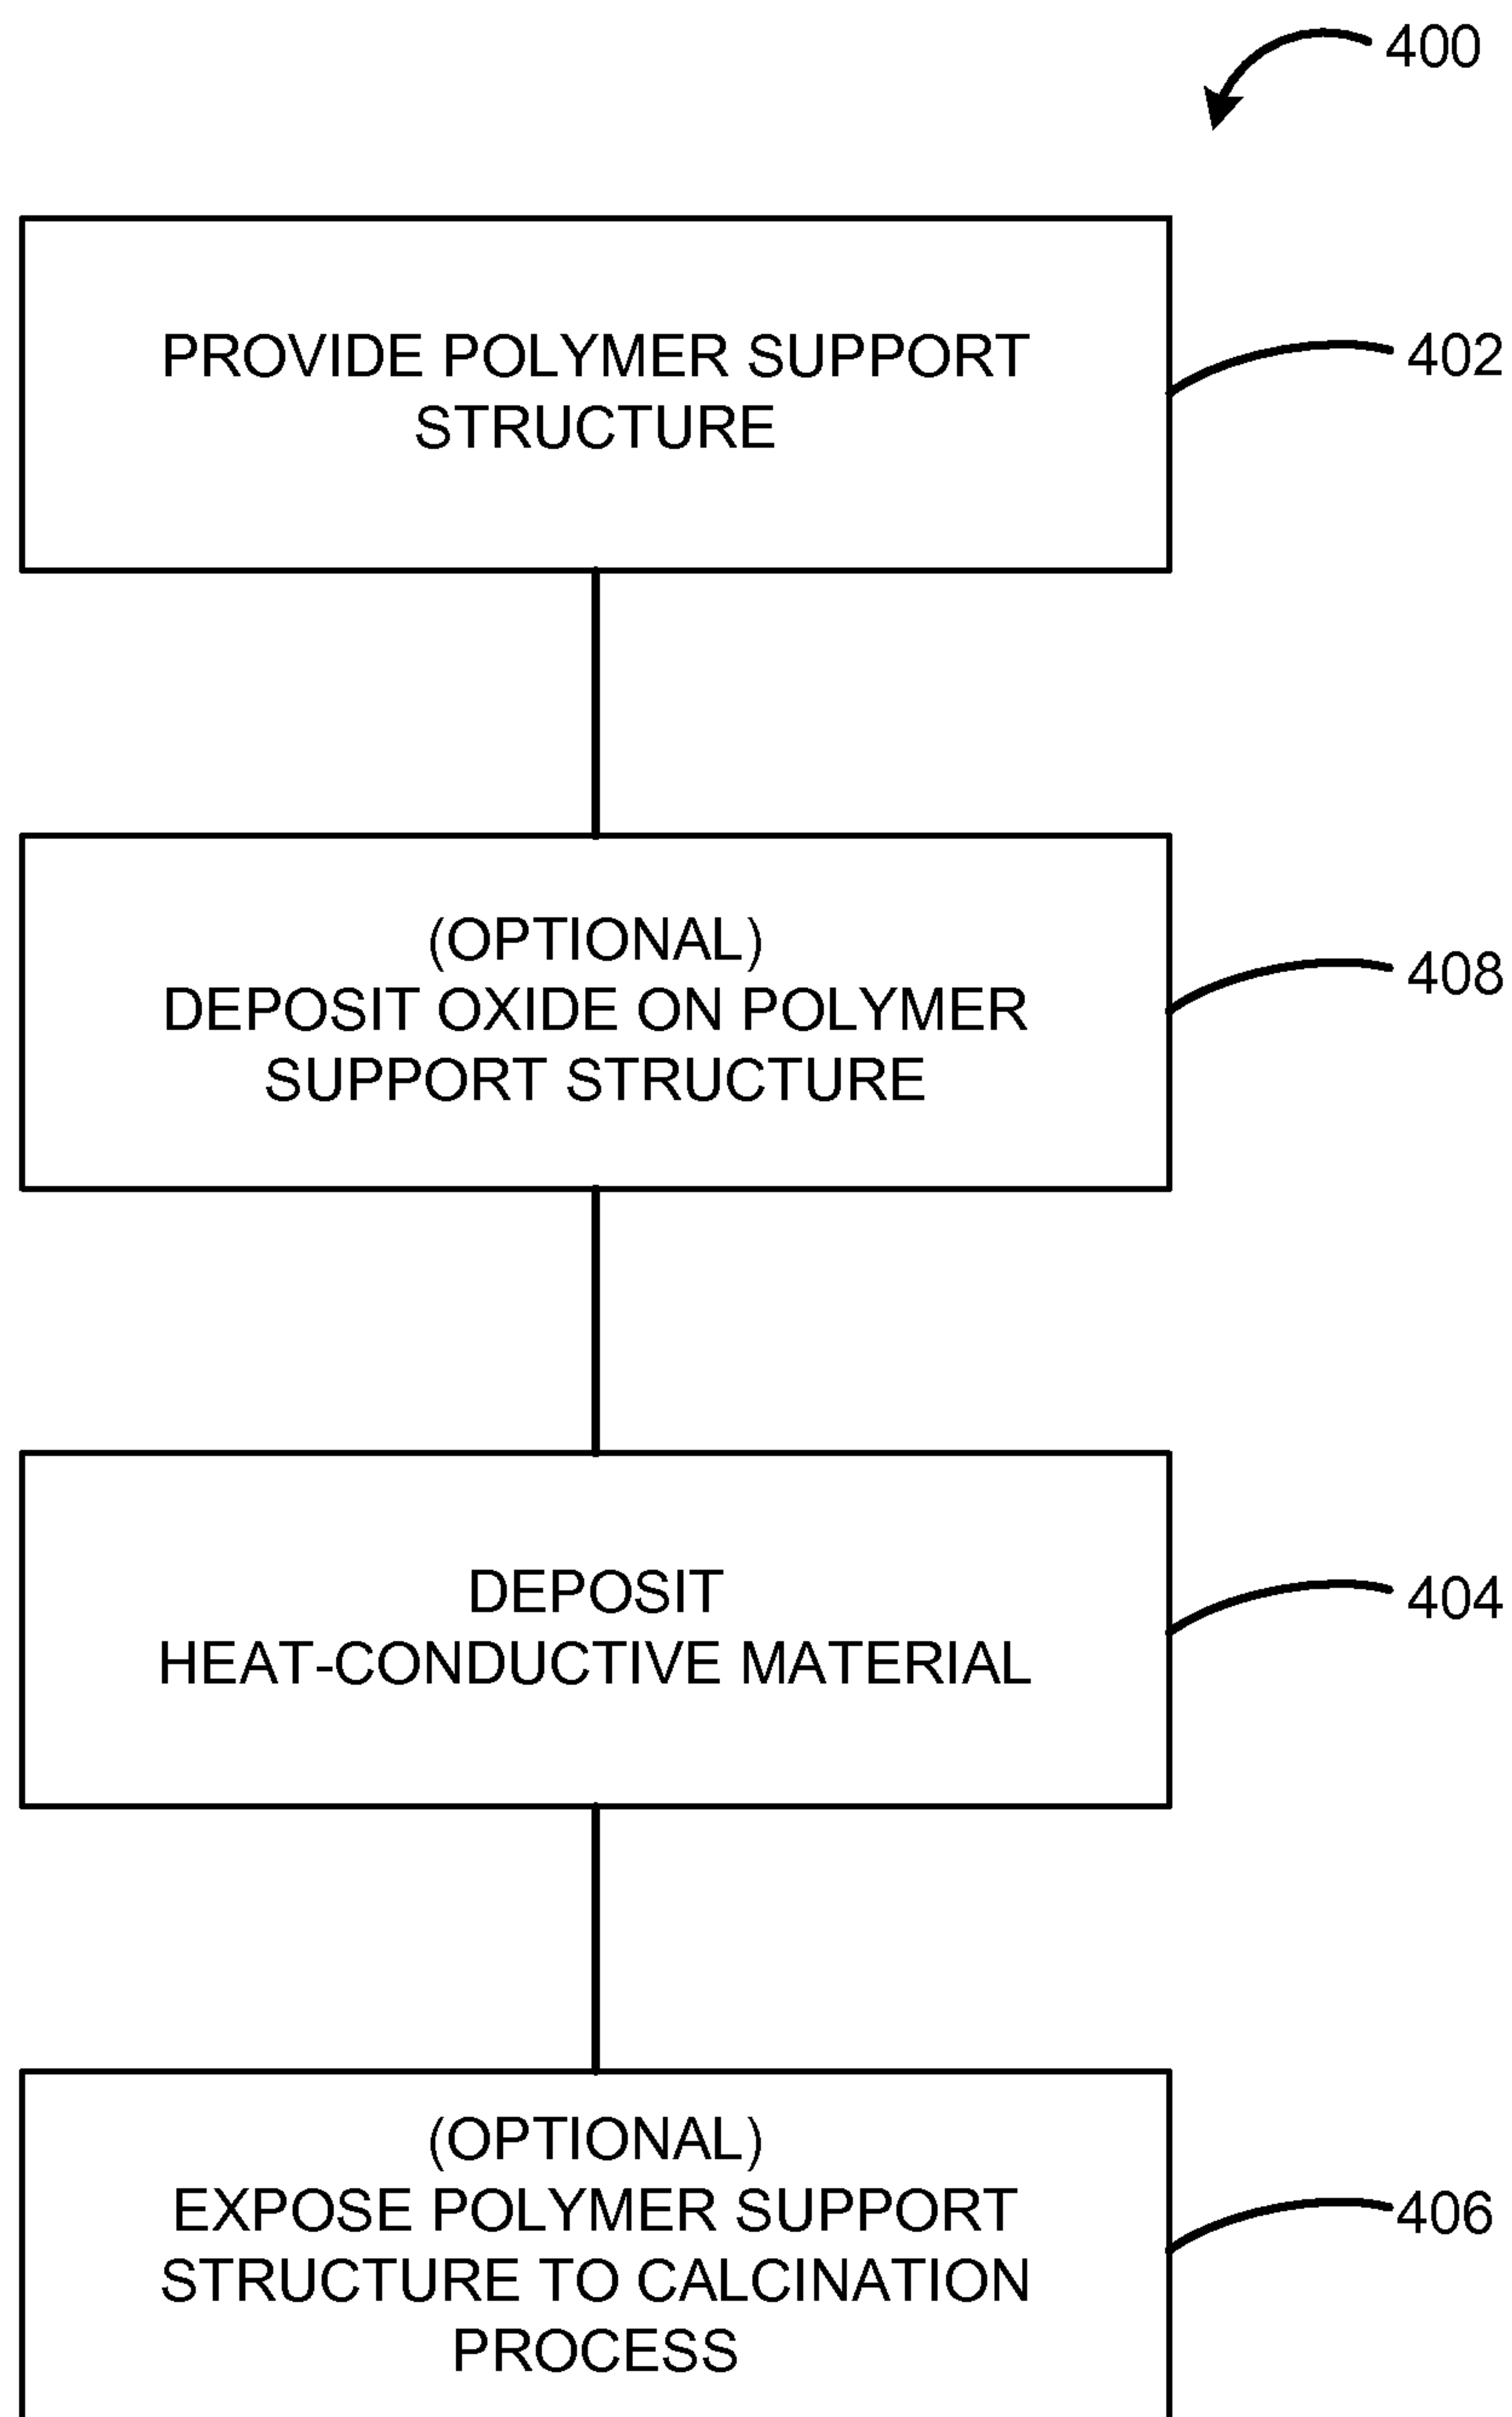 400
PROVIDE POLYMER SUPPORT
STRUCTURE
402
(OPTIONAL)
DEPOSIT OXIDE ON POLYMER
SUPPORT STRUCTURE
408
DEPOSIT
HEAT-CONDUCTIVE MATERIAL
404
(OPTIONAL)
EXPOSE POLYMER SUPPORT
STRUCTURE TO CALCINATION
PROCESS
406